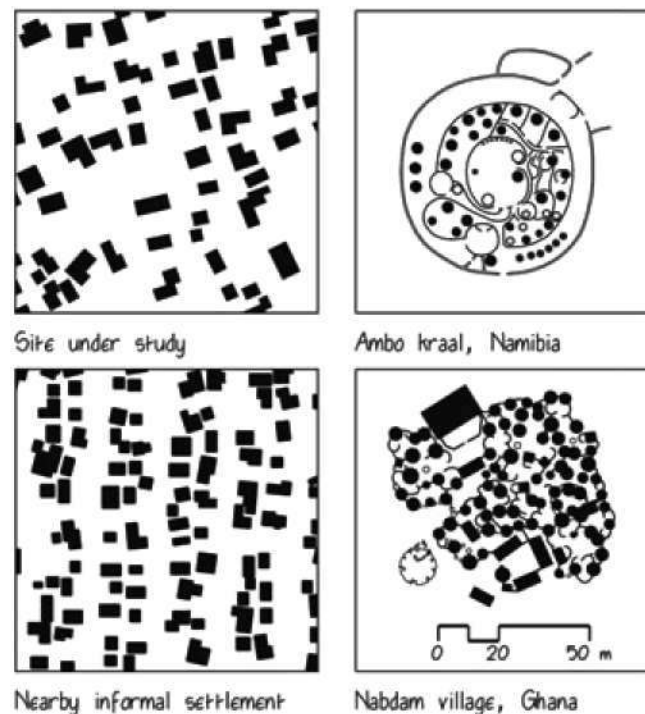 Site under study
Ambo kraal, Namibia
0 20 50 m
Nearby informal settlement
Nabdam village, Ghana